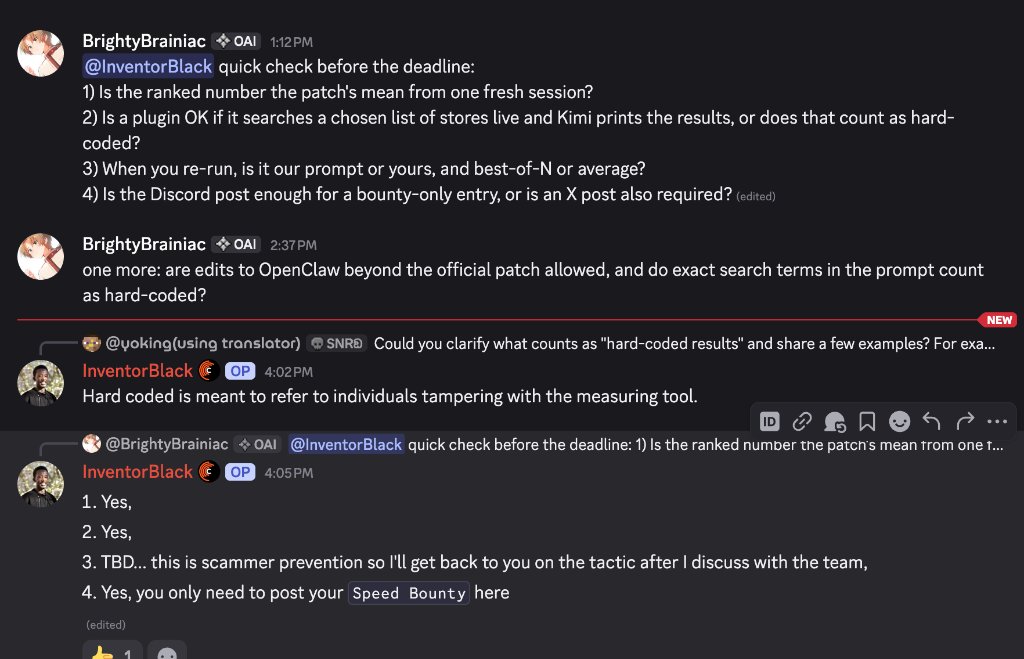 BrightyBrainiac OAI 1:12 PM
@InventorBlack quick check before the deadline:
1) Is the ranked number the patch's mean from one fresh session?
2) Is a plugin OK if it searches a chosen list of stores live and Kimi prints the results, or does that count as hard-
coded?
3) When you re-run, is it our prompt or yours, and best-of-N or average?
4) Is the Discord post enough for a bounty-only entry, or is an X post also required? (edited)
BrightyBrainiac OAI 2:37 PM
one more: are edits to OpenClaw beyond the official patch allowed, and do exact search terms in the prompt count
as hard-coded?
NEW
@yoking(using translator) SNR Could you clarify what counts as "hard-coded results" and share a few examples? For exa...
InventorBlack OP 4:02 PM
Hard coded is meant to refer to individuals tampering with the measuring tool.
ID
@BrightyBrainiac OAI @InventorBlack quick check before the deadline: 1) Is the ranked number the patch's mean from one f...
InventorBlack OP 4:05 PM
1. Yes,
2. Yes,
3. TBD... this is scammer prevention so I'll get back to you on the tactic after I discuss with the team,
4. Yes, you only need to post your Speed Bounty here
(edited)
1